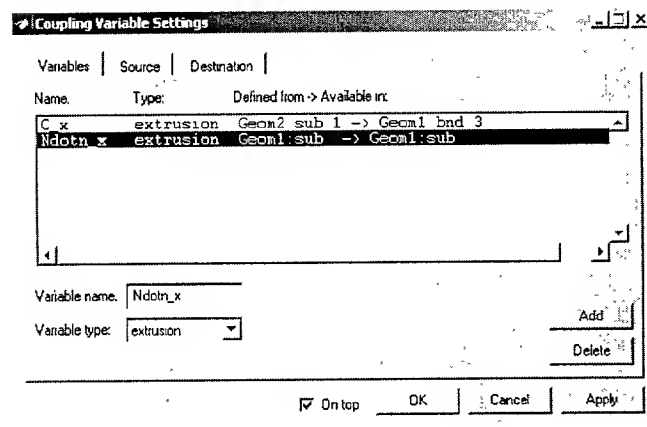 Coupling Variable Settings
Variables Source Destination
Name. Type: Defined from -> Available in:
C_x extrusion Geom2 sub 1 -> Geom1 bnd 3
Ndotn_x extrusion Geom1:sub -> Geom1:sub
Variable name. Ndotn_x
Add
Variable type: extrusion
Delete
On top OK Cancel Apply